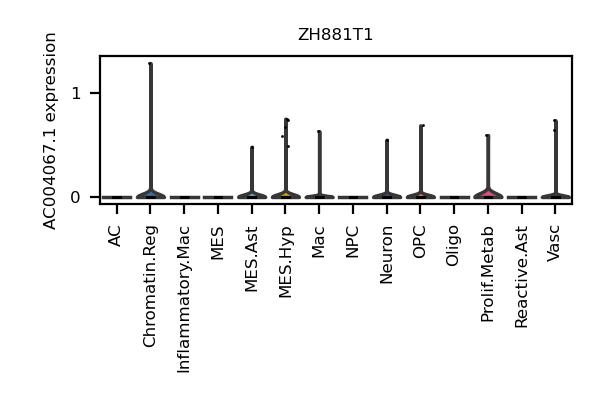 ZH881T1
AC004067.1 expression
1
0
AC
Chromatin.Reg
Inflammatory.Mac
MES
MES.Ast
MES.Hyp
Mac
NPC
Neuron
OPC
Oligo
Prolif.Metab
Reactive.Ast
Vasc